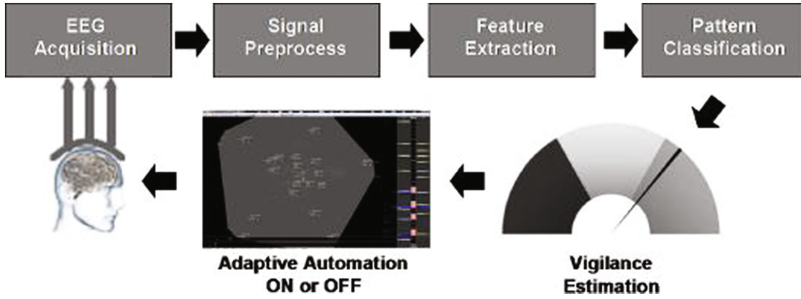 EEG
Acquisition
Signal
Preprocess
Feature
Extraction
Pattern
Classification
Adaptive Automation
ON or OFF
Vigilance
Estimation